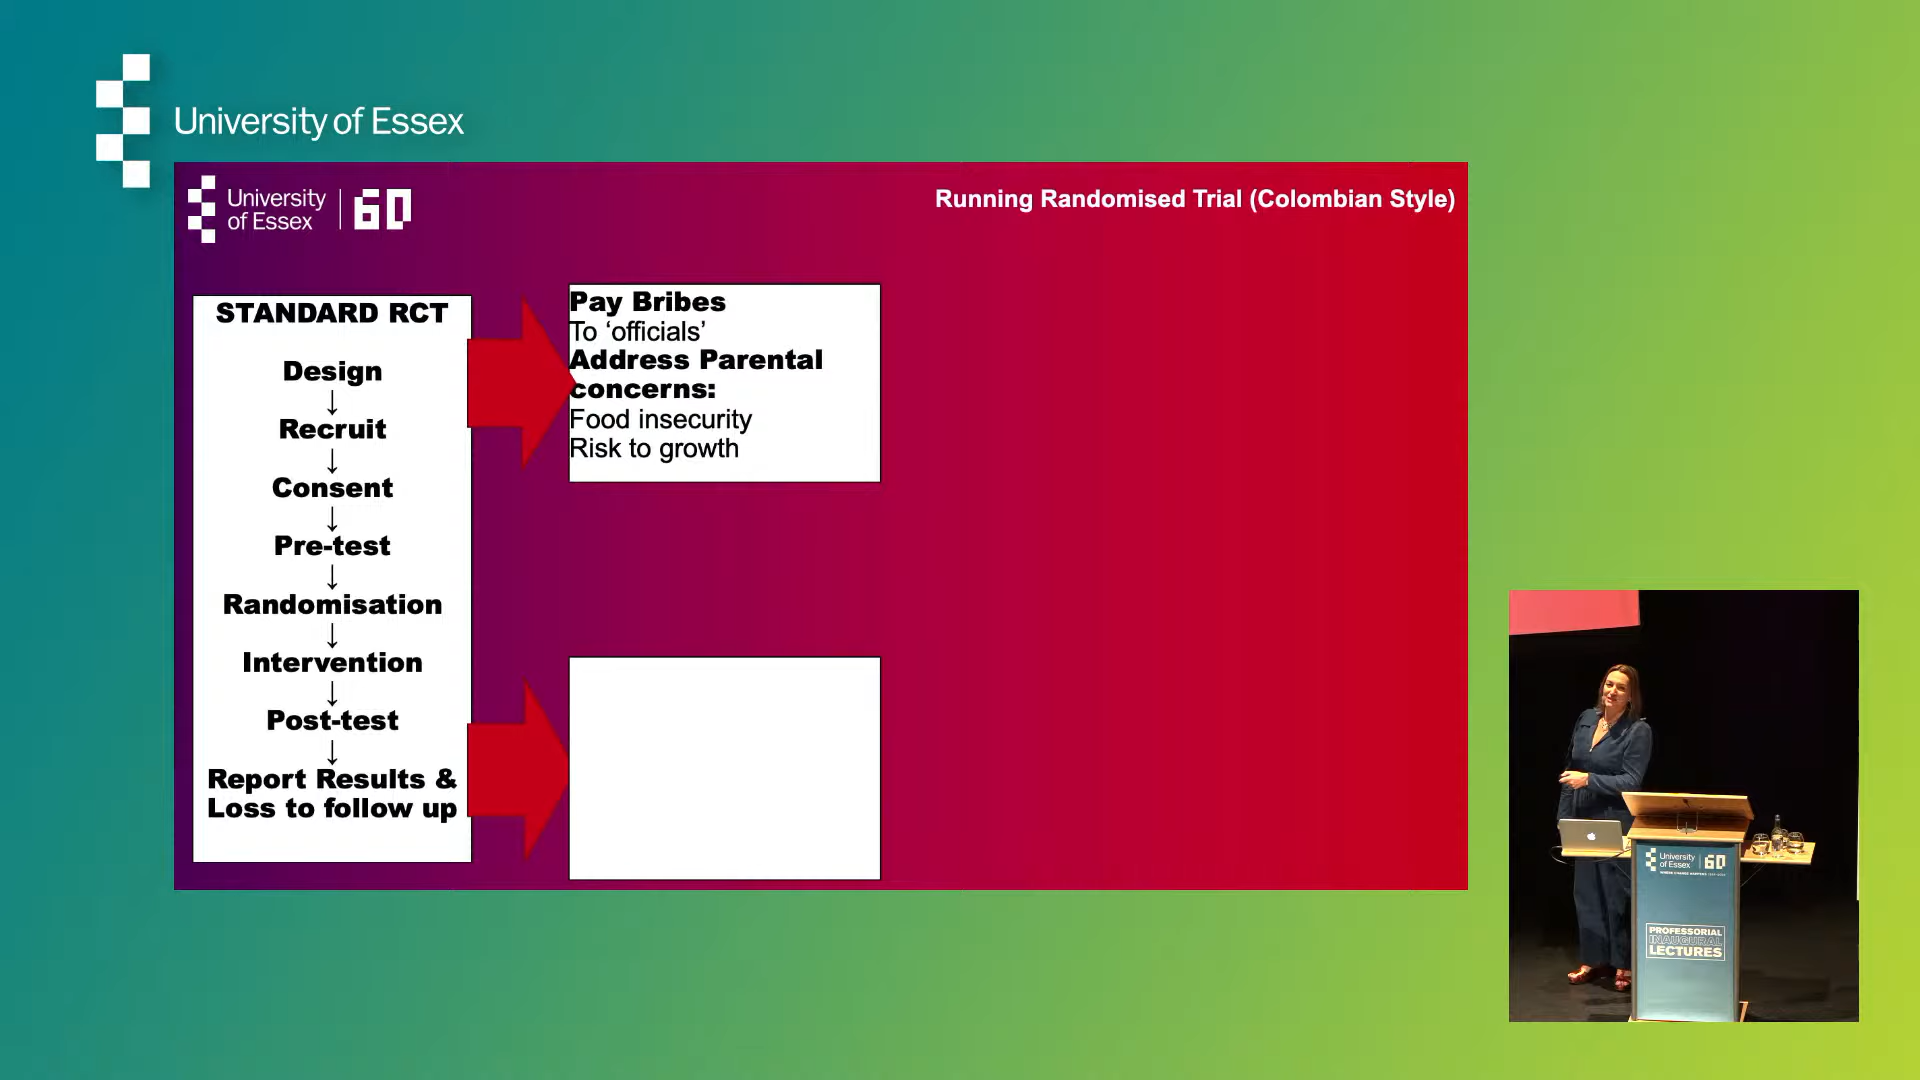 University of Essex
University
of Essex
60
Running Randomised Trial (Colombian Style)
STANDARD RCT
Design
↓
Recruit
↓
Consent
↓
Pre-test
↓
Randomisation
↓
Intervention
↓
Post-test
↓
Report Results &
Loss to follow up
Pay Bribes
To ‘officials’
Address Parental
concerns:
Food insecurity
Risk to growth
University
of Essex
60
PROFESSORIAL
INAUGURAL
LECTURES